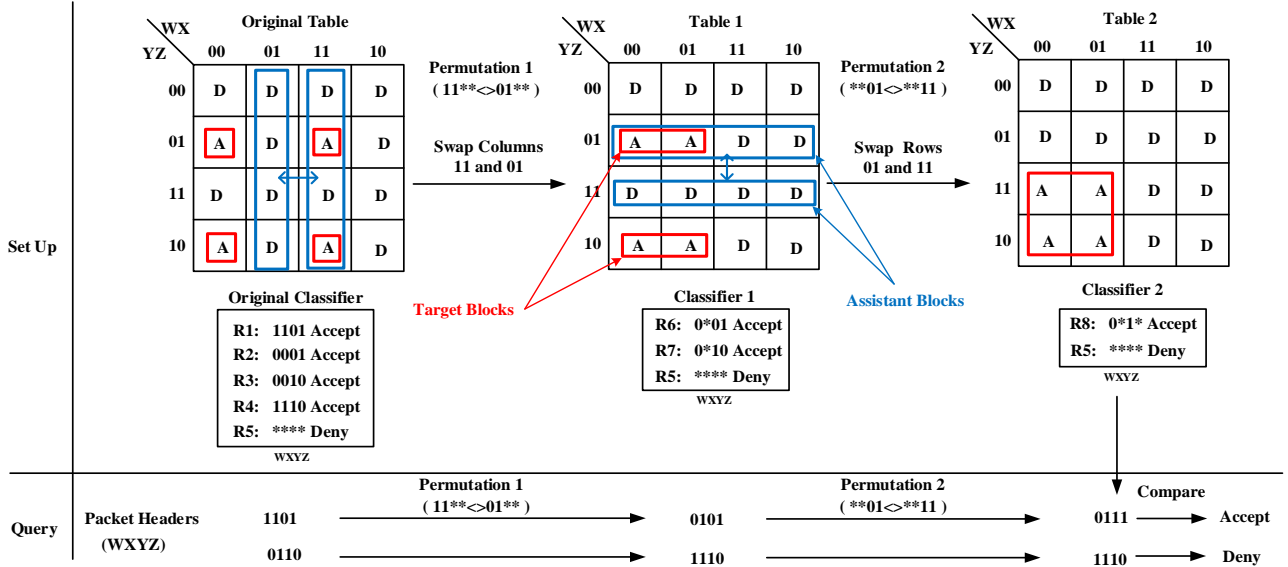 Original Table
WX
YZ
00 01 11 10
00 D D D D
01 A D A D
11 D D D D
10 A D A D
Permutation 1
( 11**<>01** )
Swap Columns
11 and 01
Table 1
WX
YZ
00 01 11 10
00 D D D D
01 A A D D
11 D D D D
10 A A D D
Permutation 2
( **01<>**11 )
Swap Rows
01 and 11
Table 2
WX
YZ
00 01 11 10
00 D D D D
01 D D D D
11 A A D D
10 A A D D
Set Up
Target Blocks
Assistant Blocks
Original Classifier
R1: 1101 Accept
R2: 0001 Accept
R3: 0010 Accept
R4: 1110 Accept
R5: **** Deny
WXYZ
Classifier 1
R6: 0*01 Accept
R7: 0*10 Accept
R5: **** Deny
WXYZ
Classifier 2
R8: 0*1* Accept
R5: **** Deny
WXYZ
Query
Packet Headers
(WXYZ)
Permutation 1
( 11**<>01** )
Permutation 2
( **01<>**11 )
Compare
1101 0101 0111 Accept
0110 1110 1110 Deny